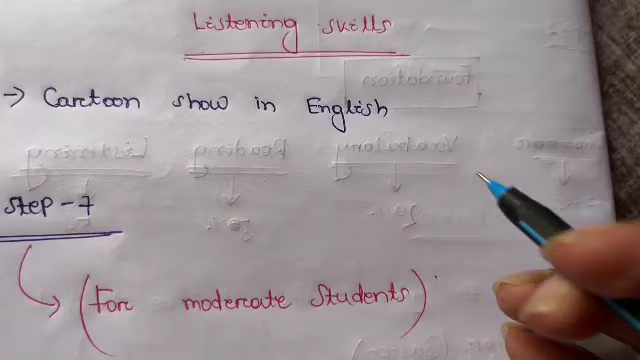 Listening skills
→ Cartoon show in English
Step - 7
(For moderate students)